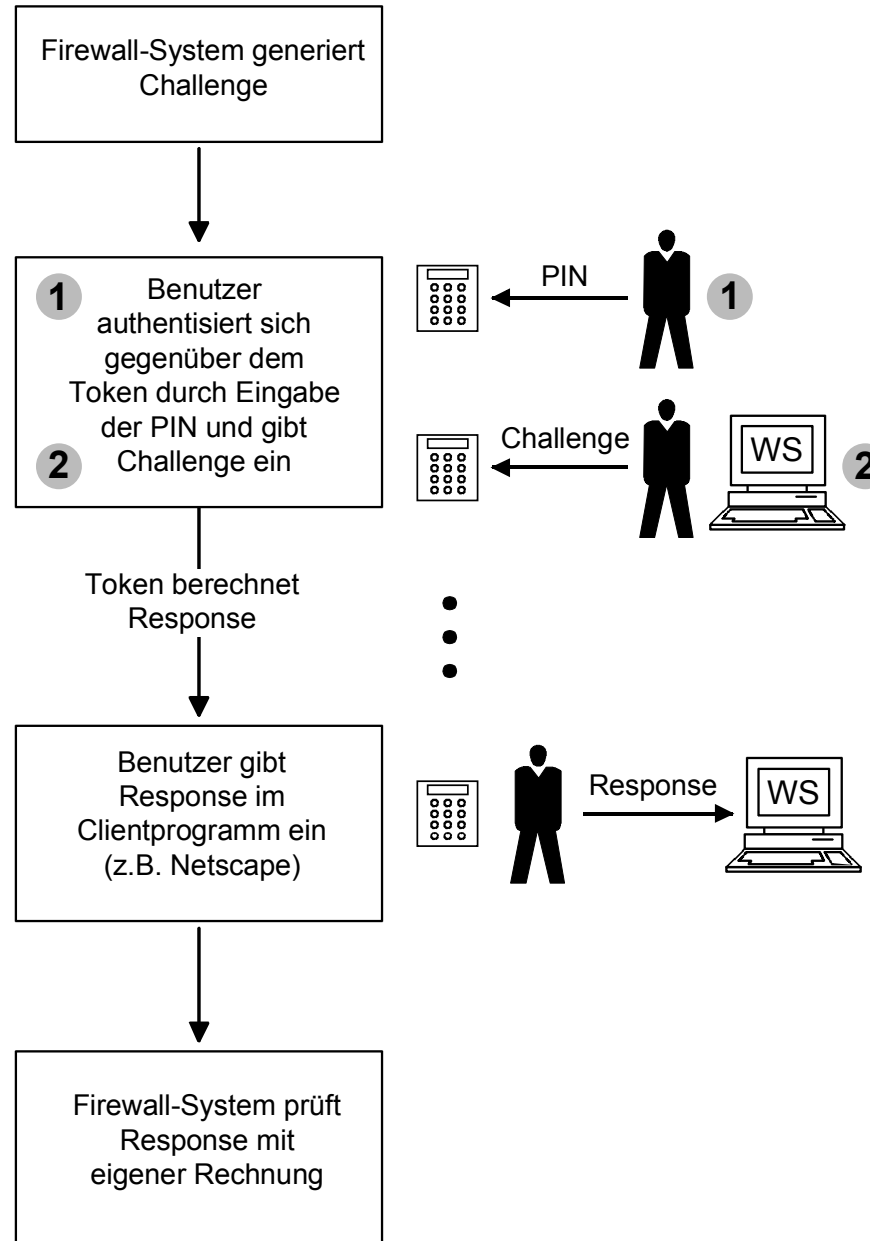 Firewall-System generiert
Challenge
1
Benutzer
authentisiert sich
gegenüber dem
Token durch Eingabe
der PIN und gibt
2
Challenge ein
PIN
1
Challenge
WS
2
Token berechnet
Response
Benutzer gibt
Response im
Clientprogramm ein
(z.B. Netscape)
Response
WS
Firewall-System prüft
Response mit
eigener Rechnung